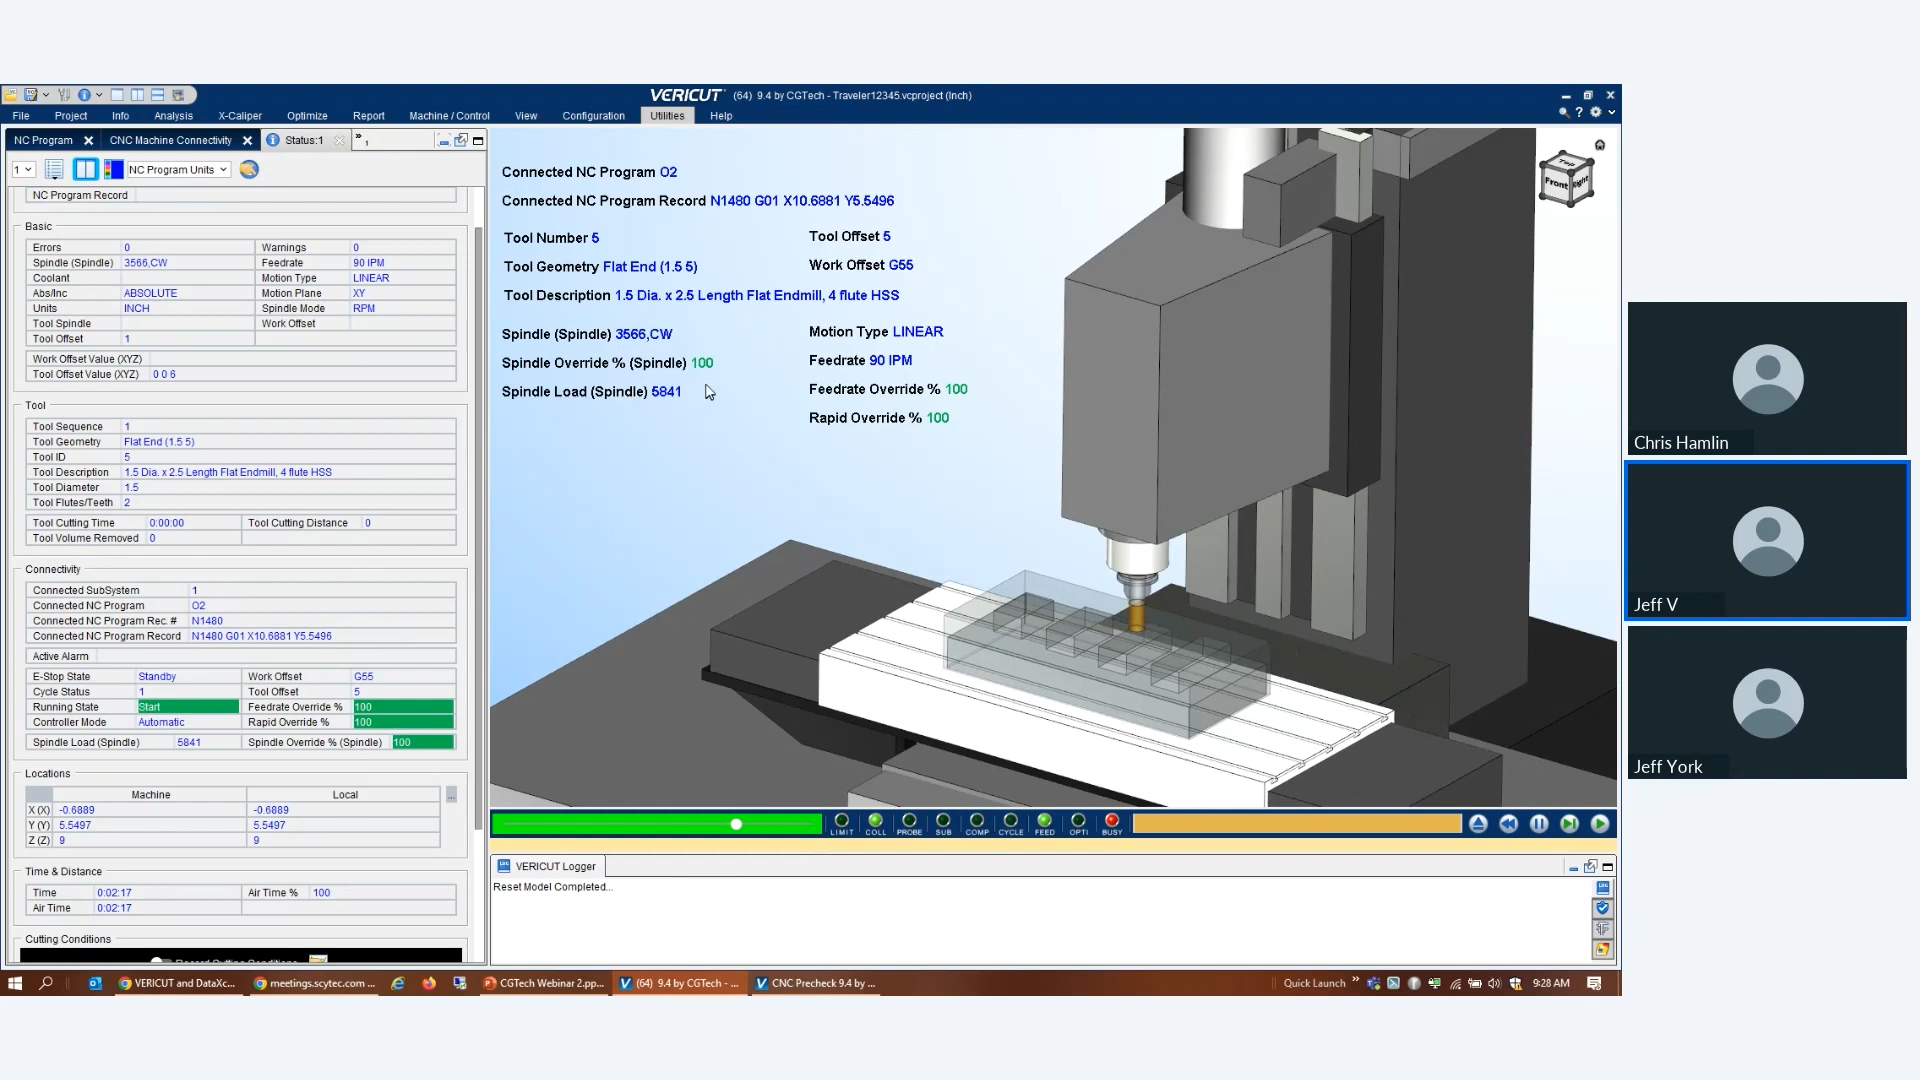 VERICUT (64) 9.4 by CGTech - Traveler12345.vcproject (Inch)
File Project Info Analysis X-Caliper Optimize Report Machine / Control View Configuration Utilities Help
NC Program CNC Machine Connectivity Status:1 » 1
1 NC Program Units
NC Program Record
Basic
Errors 0 Warnings 0
Spindle (Spindle) 3566,CW Feedrate 90 IPM
Coolant Motion Type LINEAR
Abs/Inc ABSOLUTE Motion Plane XY
Units INCH Spindle Mode RPM
Tool Spindle Work Offset
Tool Offset 1
Work Offset Value (XYZ)
Tool Offset Value (XYZ) 0 0 6
Tool
Tool Sequence 1
Tool Geometry Flat End (1.5 5)
Tool ID 5
Tool Description 1.5 Dia. x 2.5 Length Flat Endmill, 4 flute HSS
Tool Diameter 1.5
Tool Flutes/Teeth 2
Tool Cutting Time 0:00:00 Tool Cutting Distance 0
Tool Volume Removed 0
Connectivity
Connected SubSystem 1
Connected NC Program O2
Connected NC Program Rec. # N1480
Connected NC Program Record N1480 G01 X10.6881 Y5.5496
Active Alarm
E-Stop State Standby Work Offset G55
Cycle Status 1 Tool Offset 5
Running State Start Feedrate Override % 100
Controller Mode Automatic Rapid Override % 100
Spindle Load (Spindle) 5841 Spindle Override % (Spindle) 100
Locations
Machine Local
X (X) -0.6889 -0.6889
Y (Y) 5.5497 5.5497
Z (Z) 9 9
Time & Distance
Time 0:02:17 Air Time % 100
Air Time 0:02:17
Cutting Conditions
Record Cutting Conditions
Connected NC Program O2
Connected NC Program Record N1480 G01 X10.6881 Y5.5496
Tool Number 5 Tool Offset 5
Tool Geometry Flat End (1.5 5) Work Offset G55
Tool Description 1.5 Dia. x 2.5 Length Flat Endmill, 4 flute HSS
Spindle (Spindle) 3566,CW Motion Type LINEAR
Spindle Override % (Spindle) 100 Feedrate 90 IPM
Spindle Load (Spindle) 5841 Feedrate Override % 100
Rapid Override % 100
Top
Front Right
LIMIT COLL PROBE SUB COMP CYCLE FEED OPTI BUSY
VERICUT Logger
Reset Model Completed...
Chris Hamlin
Jeff V
Jeff York
VERICUT and DataXc... meetings.scytec.com ... CGTech Webinar 2.pp... (64) 9.4 by CGTech - ... CNC Precheck 9.4 by ... Quick Launch » 9:28 AM